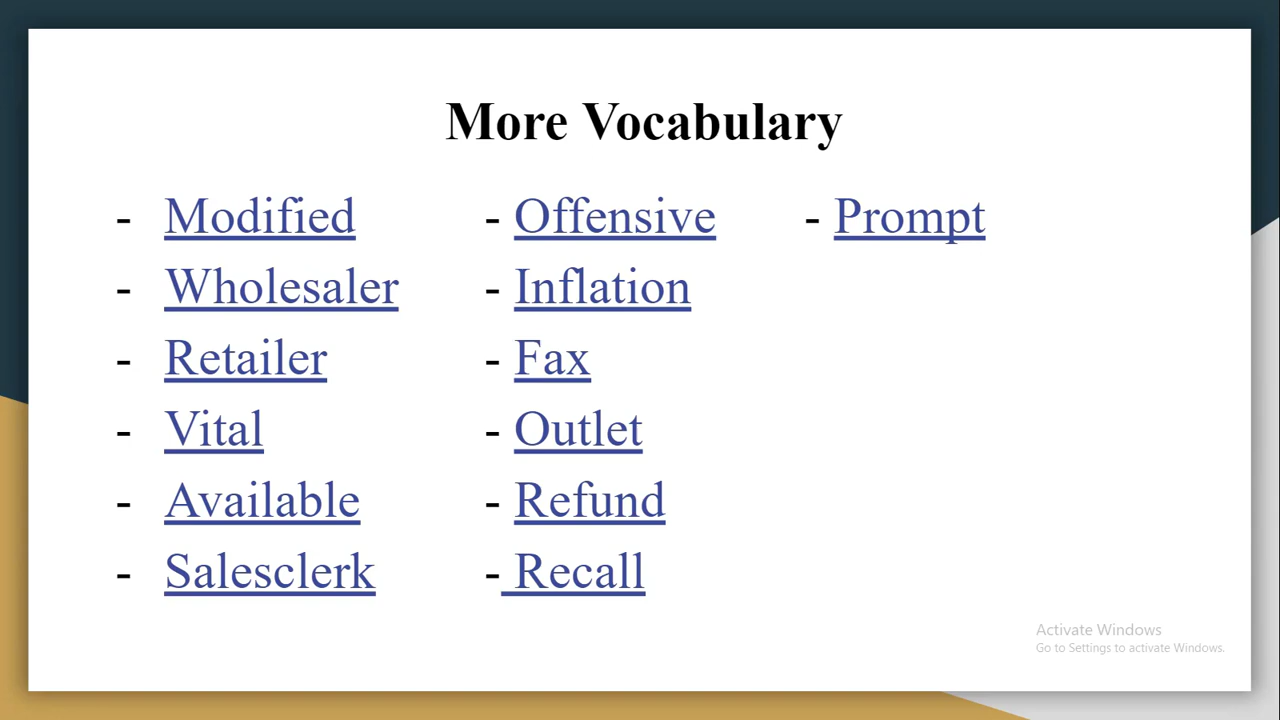 More Vocabulary
- Modified
- Wholesaler
- Retailer
- Vital
- Available
- Salesclerk
- Offensive
- Inflation
- Fax
- Outlet
- Refund
- Recall
- Prompt
Activate Windows
Go to Settings to activate Windows.